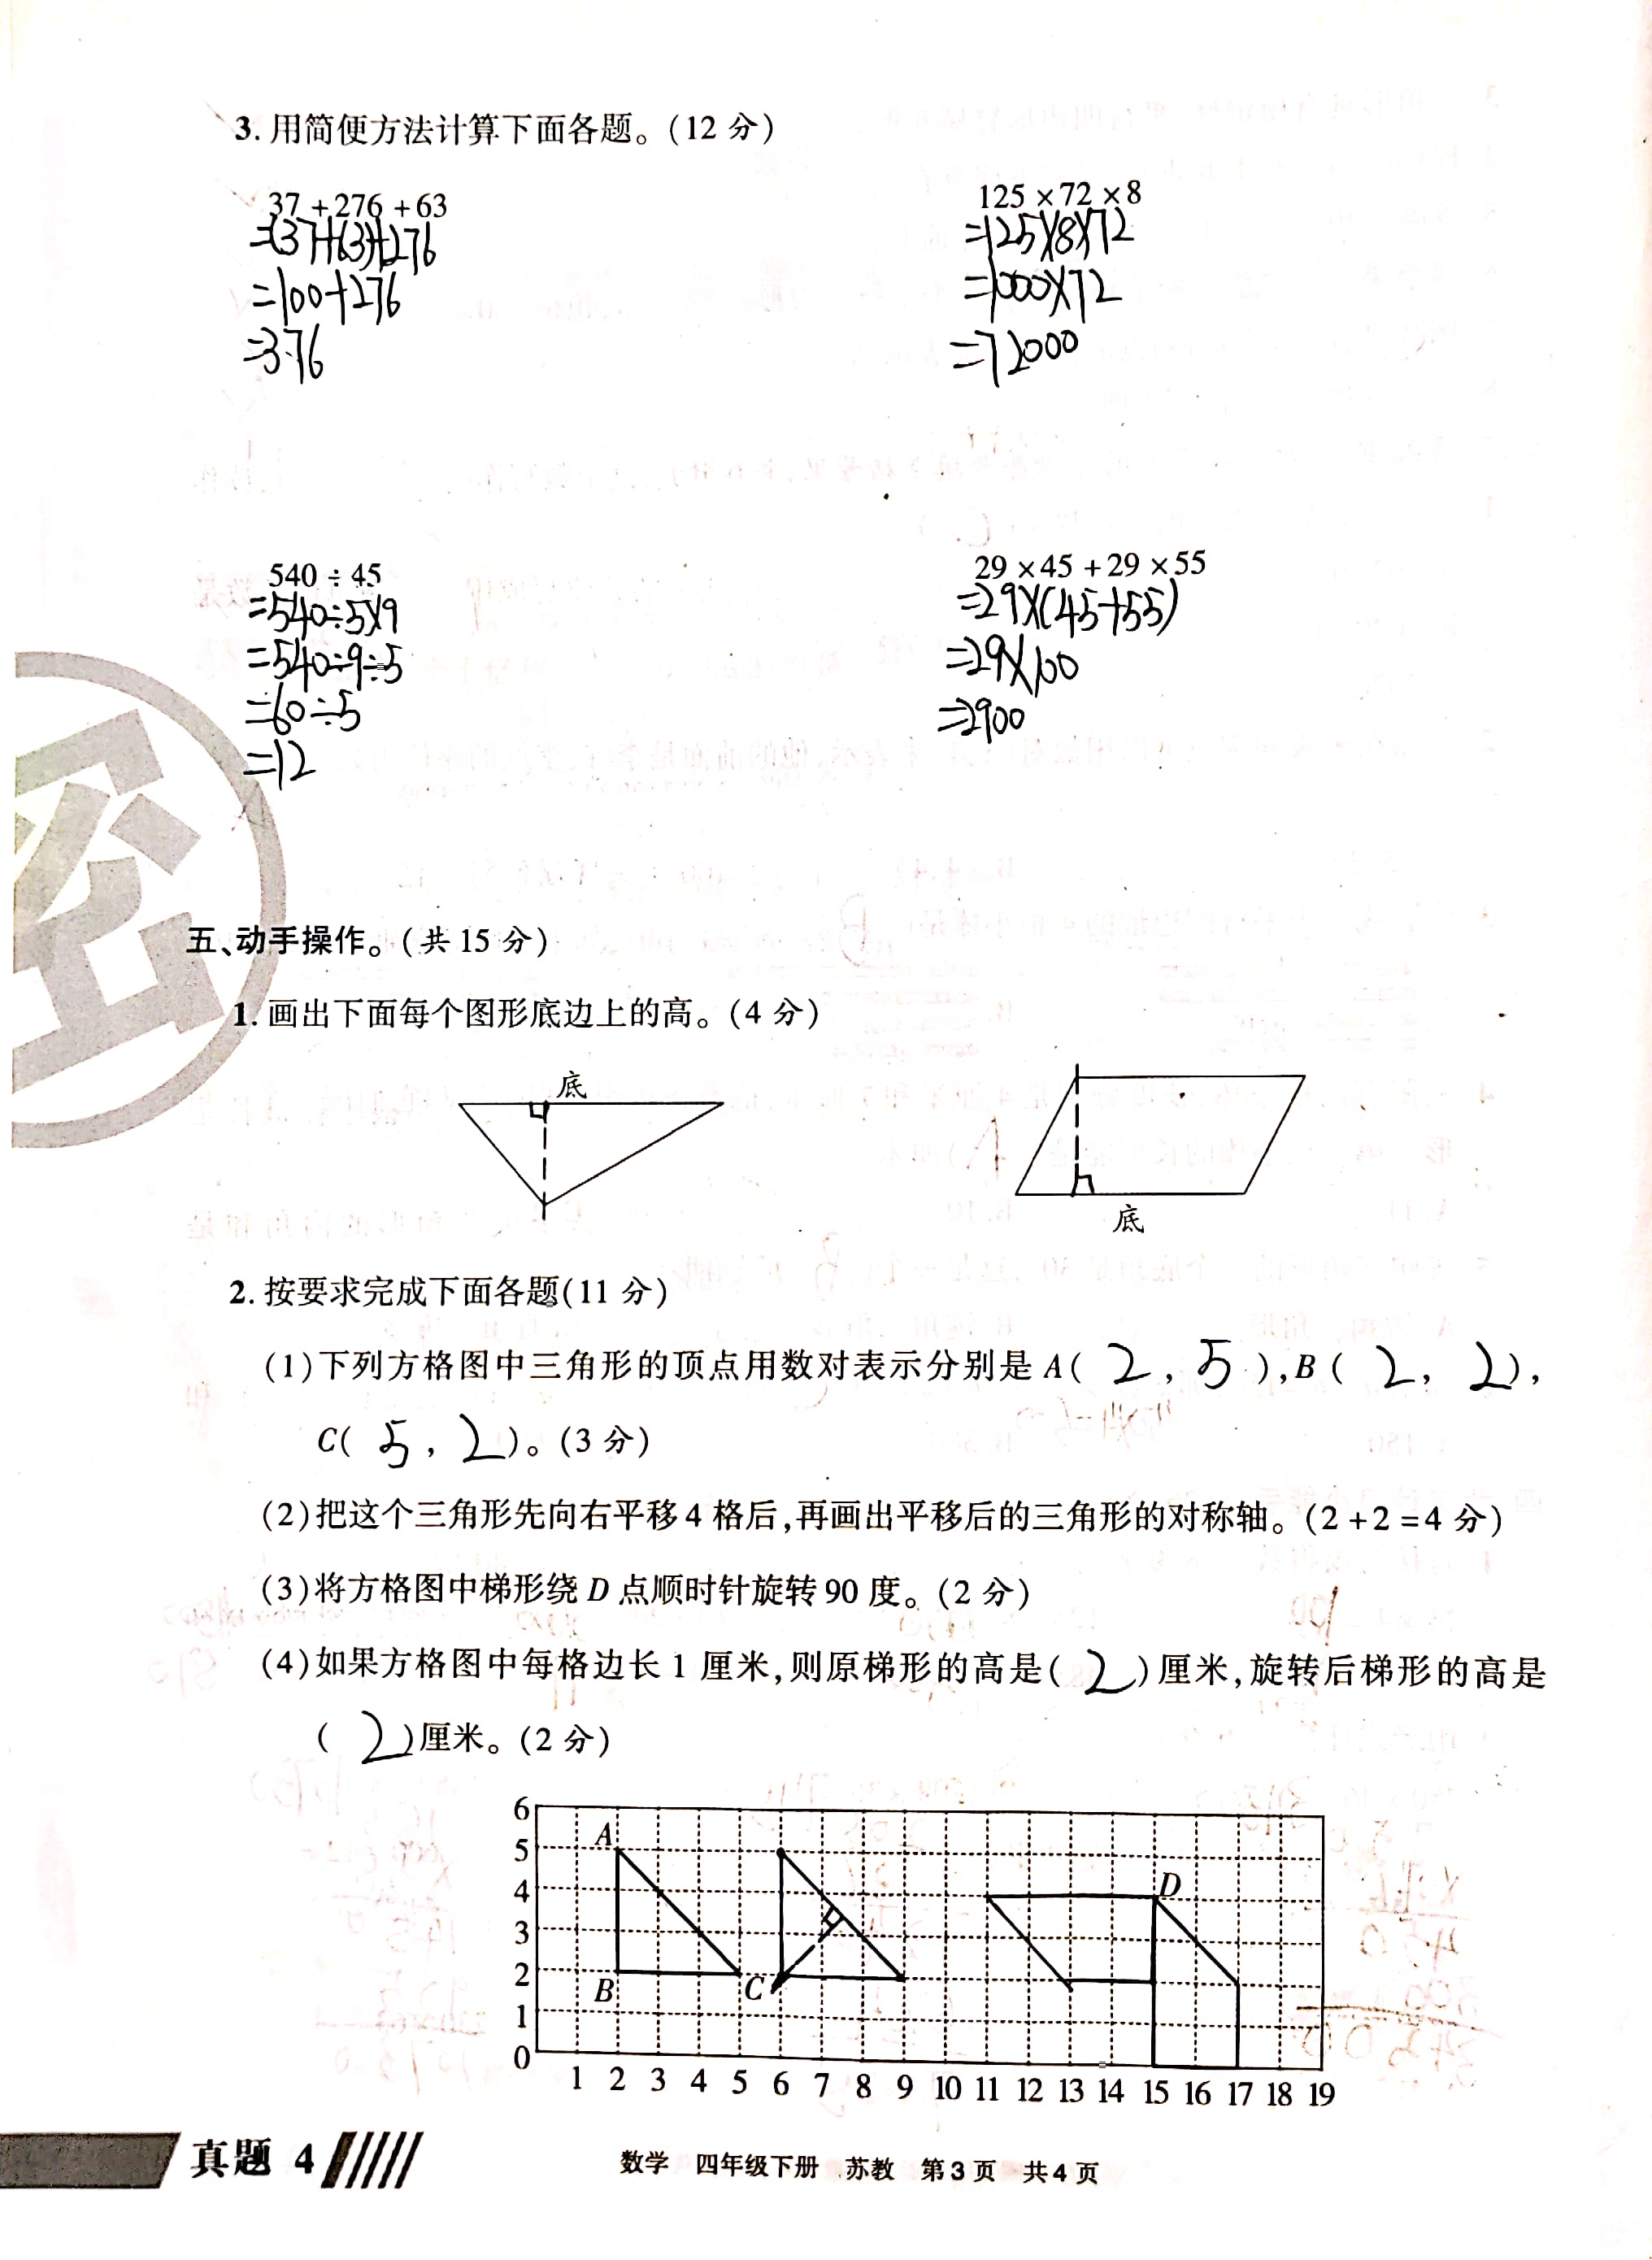 3. 用简便方法计算下面各题。(12 分)
37 + 276 + 63
=(37+63)+276
=100+276
=376
125 × 72 × 8
=125×8×72
=1000×72
=72000
540 ÷ 45
=540÷5×9
=540÷9÷5
=60÷5
=12
29 × 45 + 29 × 55
=29×(45+55)
=29×100
=2900
密
五、动手操作。(共 15 分)
1. 画出下面每个图形底边上的高。(4 分)
底
底
2. 按要求完成下面各题(11 分)
(1)下列方格图中三角形的顶点用数对表示分别是 A( 2 , 5 ),B( 2 , 2 ),
C( 5 , 2 )。(3 分)
(2)把这个三角形先向右平移 4 格后,再画出平移后的三角形的对称轴。(2 + 2 = 4 分)
(3)将方格图中梯形绕 D 点顺时针旋转 90 度。(2 分)
(4)如果方格图中每格边长 1 厘米,则原梯形的高是( 2 )厘米,旋转后梯形的高是
( 2 )厘米。(2 分)
6
5
4
3
2
1
0
A
B
C
D
1 2 3 4 5 6 7 8 9 10 11 12 13 14 15 16 17 18 19
真题 4
数学 四年级下册 苏教 第 3 页 共 4 页